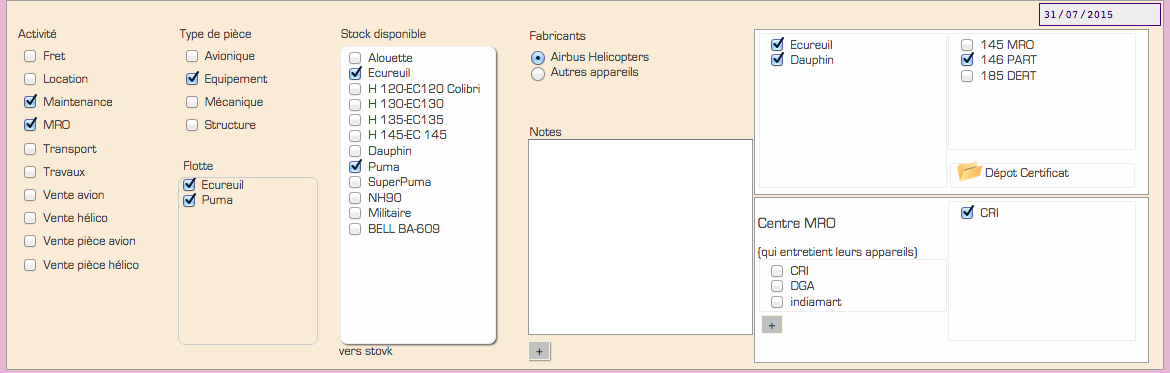 31/07/2015
Activité
Fret
Location
Maintenance
MRO
Transport
Travaux
Vente avion
Vente hélico
Vente pièce avion
Vente pièce hélico
Type de pièce
Avionique
Equipement
Mécanique
Structure
Flotte
Ecureuil
Puma
Stock disponible
Alouette
Ecureuil
H 120-EC120 Colibri
H 130-EC130
H 135-EC135
H 145-EC 145
Dauphin
Puma
SuperPuma
NH90
Militaire
BELL BA-609
vers stovk
Fabricants
Airbus Helicopters
Autres appareils
Notes
+
Ecureuil
Dauphin
145 MRO
146 PART
185 DERT
Dépot Certificat
Centre MRO
(qui entretient leurs appareils)
CRI
DGA
indiamart
+
CRI